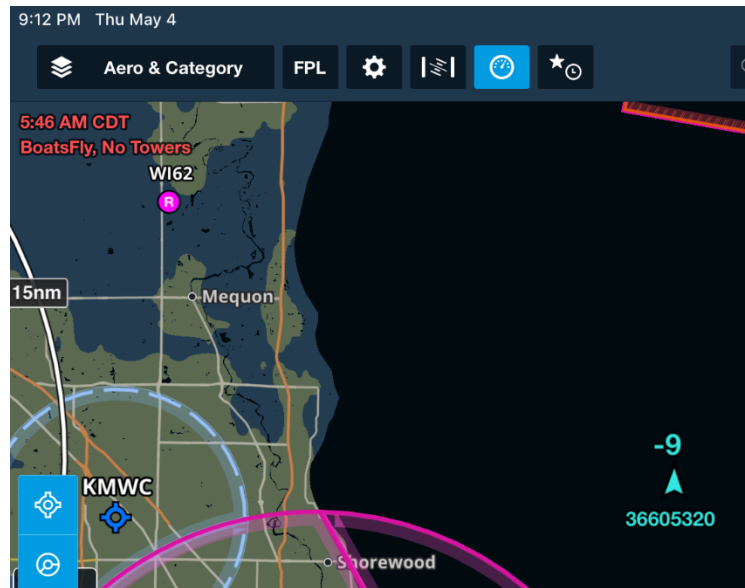 9:12 PM Thu May 4
Aero & Category FPL
5:46 AM CDT
BoatsFly, No Towers
WI62
R
15nm
Mequon
-9
KMWC
36605320
Shorewood